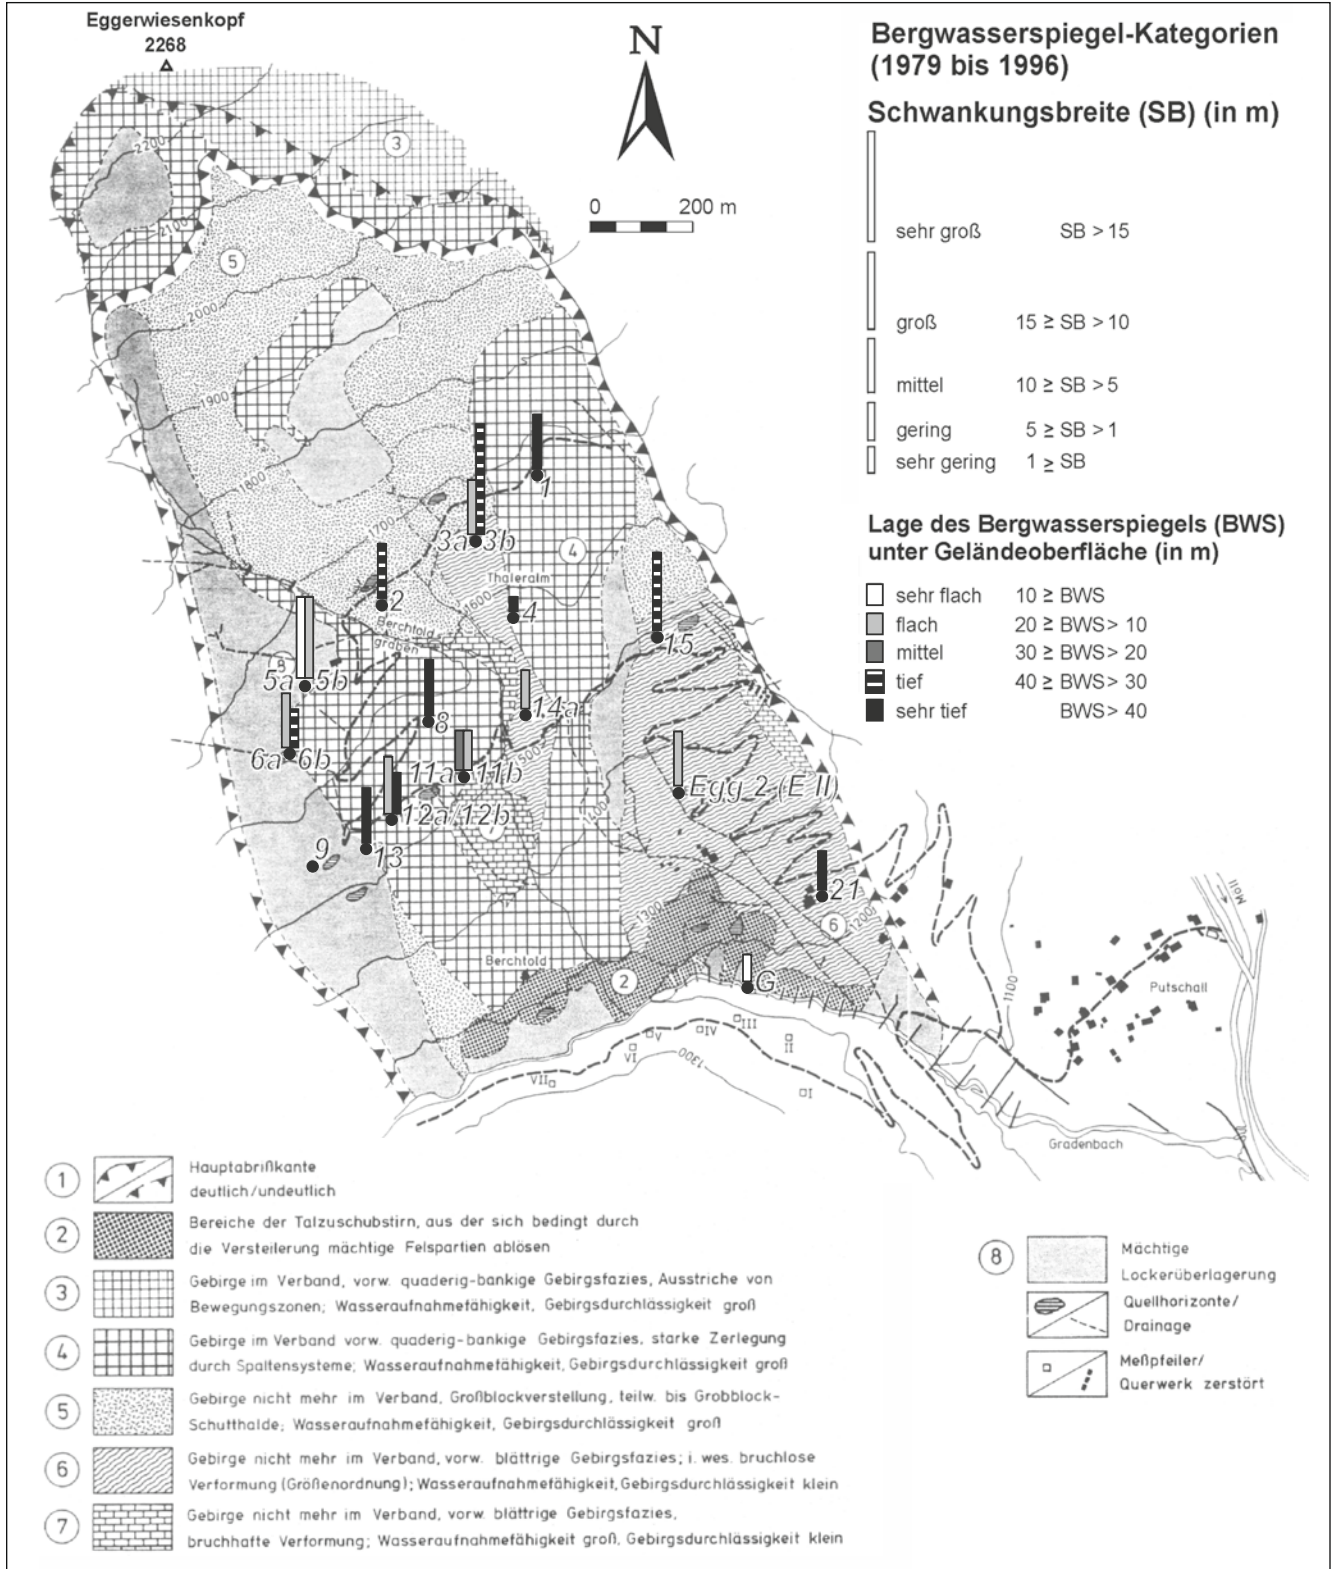 Eggerwiesenkopf
2268
N
0 200 m
Bergwasserspiegel-Kategorien
(1979 bis 1996)
Schwankungsbreite (SB) (in m)
sehr groß SB > 15
groß 15 ≥ SB > 10
mittel 10 ≥ SB > 5
gering 5 ≥ SB > 1
sehr gering 1 ≥ SB
Lage des Bergwasserspiegels (BWS)
unter Geländeoberfläche (in m)
sehr flach 10 ≥ BWS
flach 20 ≥ BWS > 10
mittel 30 ≥ BWS > 20
tief 40 ≥ BWS > 30
sehr tief BWS > 40
3
2200
2100
5
2000
1900
1800
1700
1
3a 3b
4
Thaleralm
1600
2
4
Berchtold
graben
15
8
5a 5b
8
14a
6a 6b
11a 11b
1500
Egg 2 (E II)
12a/12b
1400
13
9
21
1300
6
1200
Berchtold
2
G
1100
Möll
Putschall
III
IV
V
II
VI
1300
VII
I
Gradenbach
1 Hauptabrißkante
deutlich/undeutlich
2 Bereiche der Talzuschubstirn, aus der sich bedingt durch
die Versteilerung mächtige Felspartien ablösen
3 Gebirge im Verband, vorw. quaderig-bankige Gebirgsfazies, Ausstriche von
Bewegungszonen; Wasseraufnahmefähigkeit, Gebirgsdurchlässigkeit groß
4 Gebirge im Verband vorw. quaderig-bankige Gebirgsfazies, starke Zerlegung
durch Spaltensysteme; Wasseraufnahmefähigkeit, Gebirgsdurchlässigkeit groß
5 Gebirge nicht mehr im Verband, Großblockverstellung, teilw. bis Grobblock-
Schutthalde; Wasseraufnahmefähigkeit, Gebirgsdurchlässigkeit groß
6 Gebirge nicht mehr im Verband, vorw. blättrige Gebirgsfazies; i. wes. bruchlose
Verformung (Größenordnung); Wasseraufnahmefähigkeit, Gebirgsdurchlässigkeit klein
7 Gebirge nicht mehr im Verband, vorw. blättrige Gebirgsfazies,
bruchhafte Verformung; Wasseraufnahmefähigkeit groß, Gebirgsdurchlässigkeit klein
8 Mächtige
Lockerüberlagerung
Quellhorizonte/
Drainage
Meßpfeiler/
Querwerk zerstört